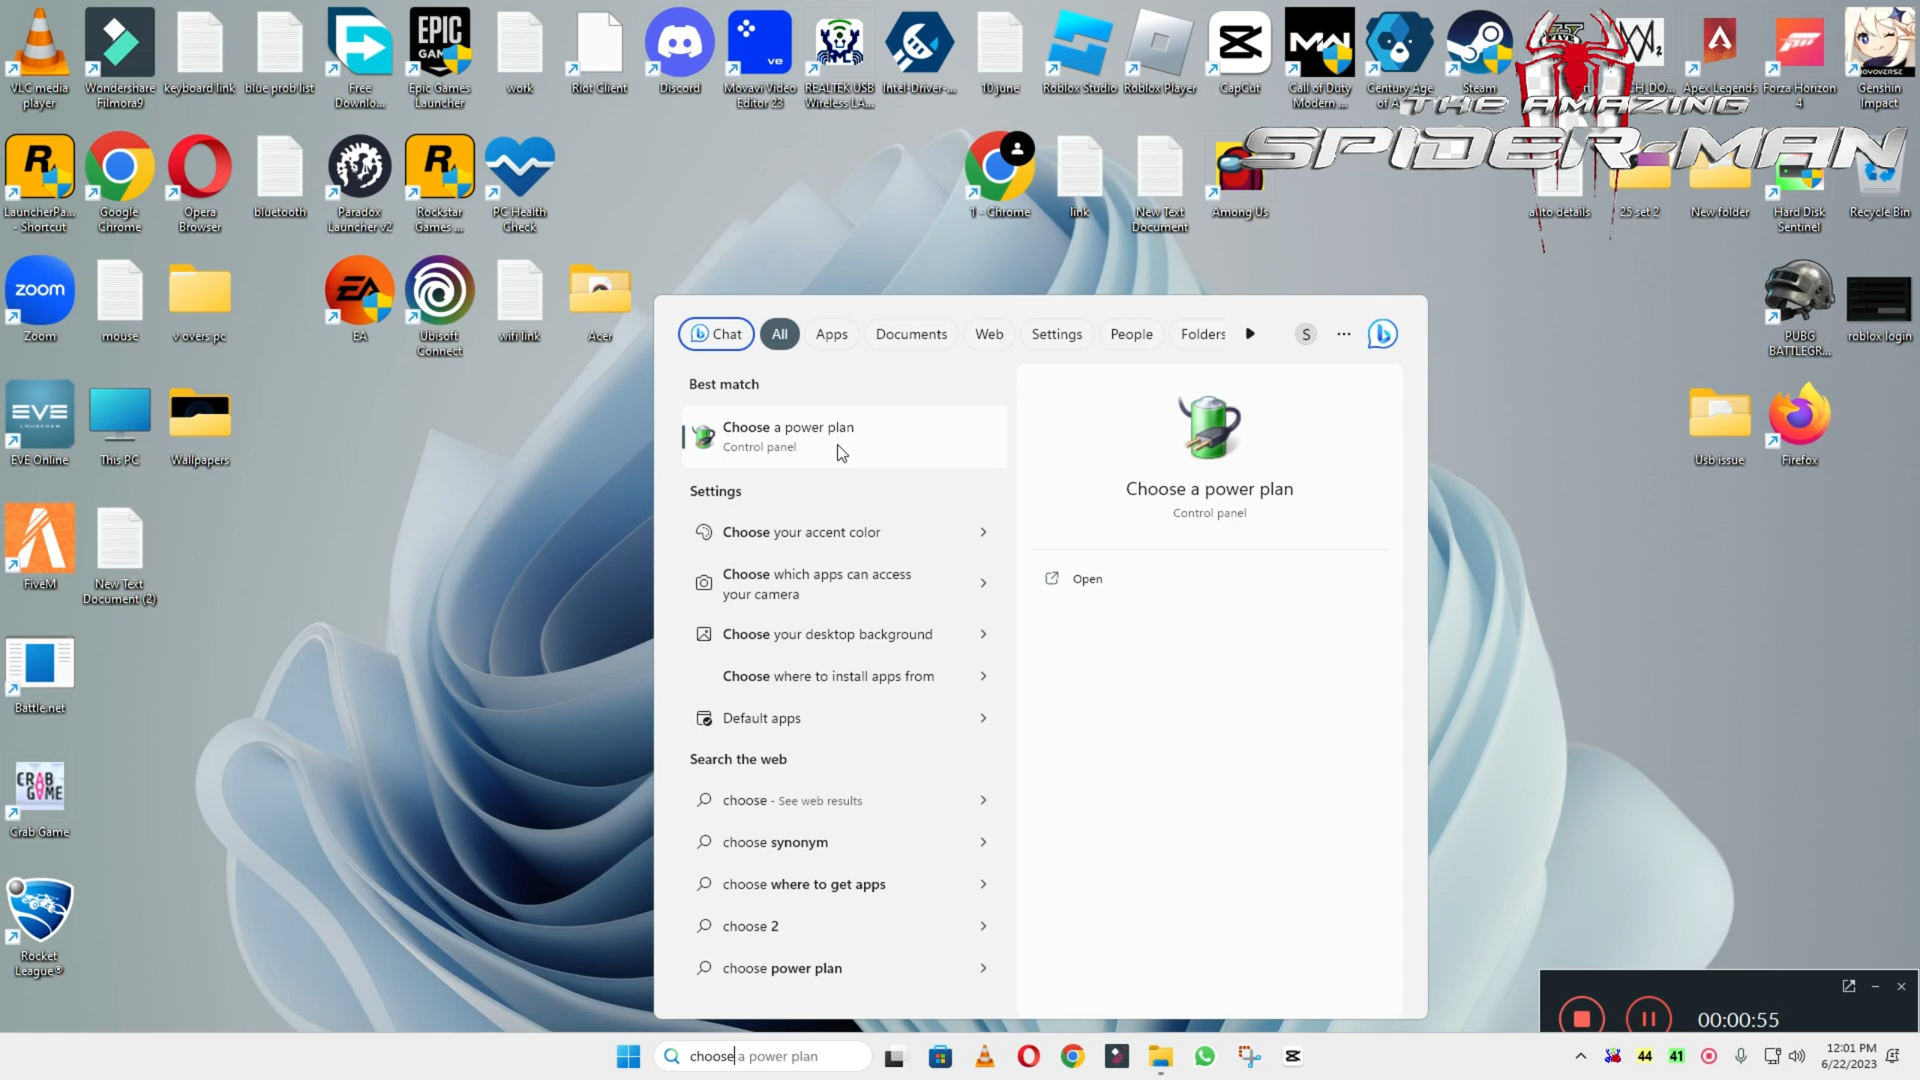 VLC media player
Wondershare Filmora9
keyboard link
blue prob list
Free Downlo...
EPIC GAM
Epic Games Launcher
work
Riot Client
Discord
ve
Movavi Video Editor 23
REALTEK USB Wireless LA...
Intel-Driver-...
10 june
Roblox Studio
Roblox Player
CapCut
MW
Call of Duty Modern ...
Century Age of A
Steam
Apex Legends
Forza Horizon 4
Genshin Impact
THE AMAZING
SPIDER-MAN
LauncherPa... - Shortcut
Google Chrome
Opera Browser
bluetooth
Paradox Launcher v2
Rockstar Games ...
PC Health Check
1 - Chrome
link
New Text Document
Among Us
auto details
25 set 2
New folder
Hard Disk Sentinel
Recycle Bin
zoom
Zoom
mouse
v overs pc
EA
Ubisoft Connect
wifi link
Acer
PUBG BATTLEGR...
roblox login
EVE
LAUNCHER
EVE Online
This PC
Wallpapers
Usb issue
Firefox
FiveM
New Text Document (2)
Battle.net
CRAB GAME
Crab Game
Rocket League®
Chat
All
Apps
Documents
Web
Settings
People
Folders
S
...
Best match
Choose a power plan
Control panel
Settings
Choose your accent color
Choose which apps can access
your camera
Choose your desktop background
Choose where to install apps from
Default apps
Search the web
choose - See web results
choose synonym
choose where to get apps
choose 2
choose power plan
Choose a power plan
Control panel
Open
00:00:55
choose a power plan
44
41
12:01 PM
6/22/2023